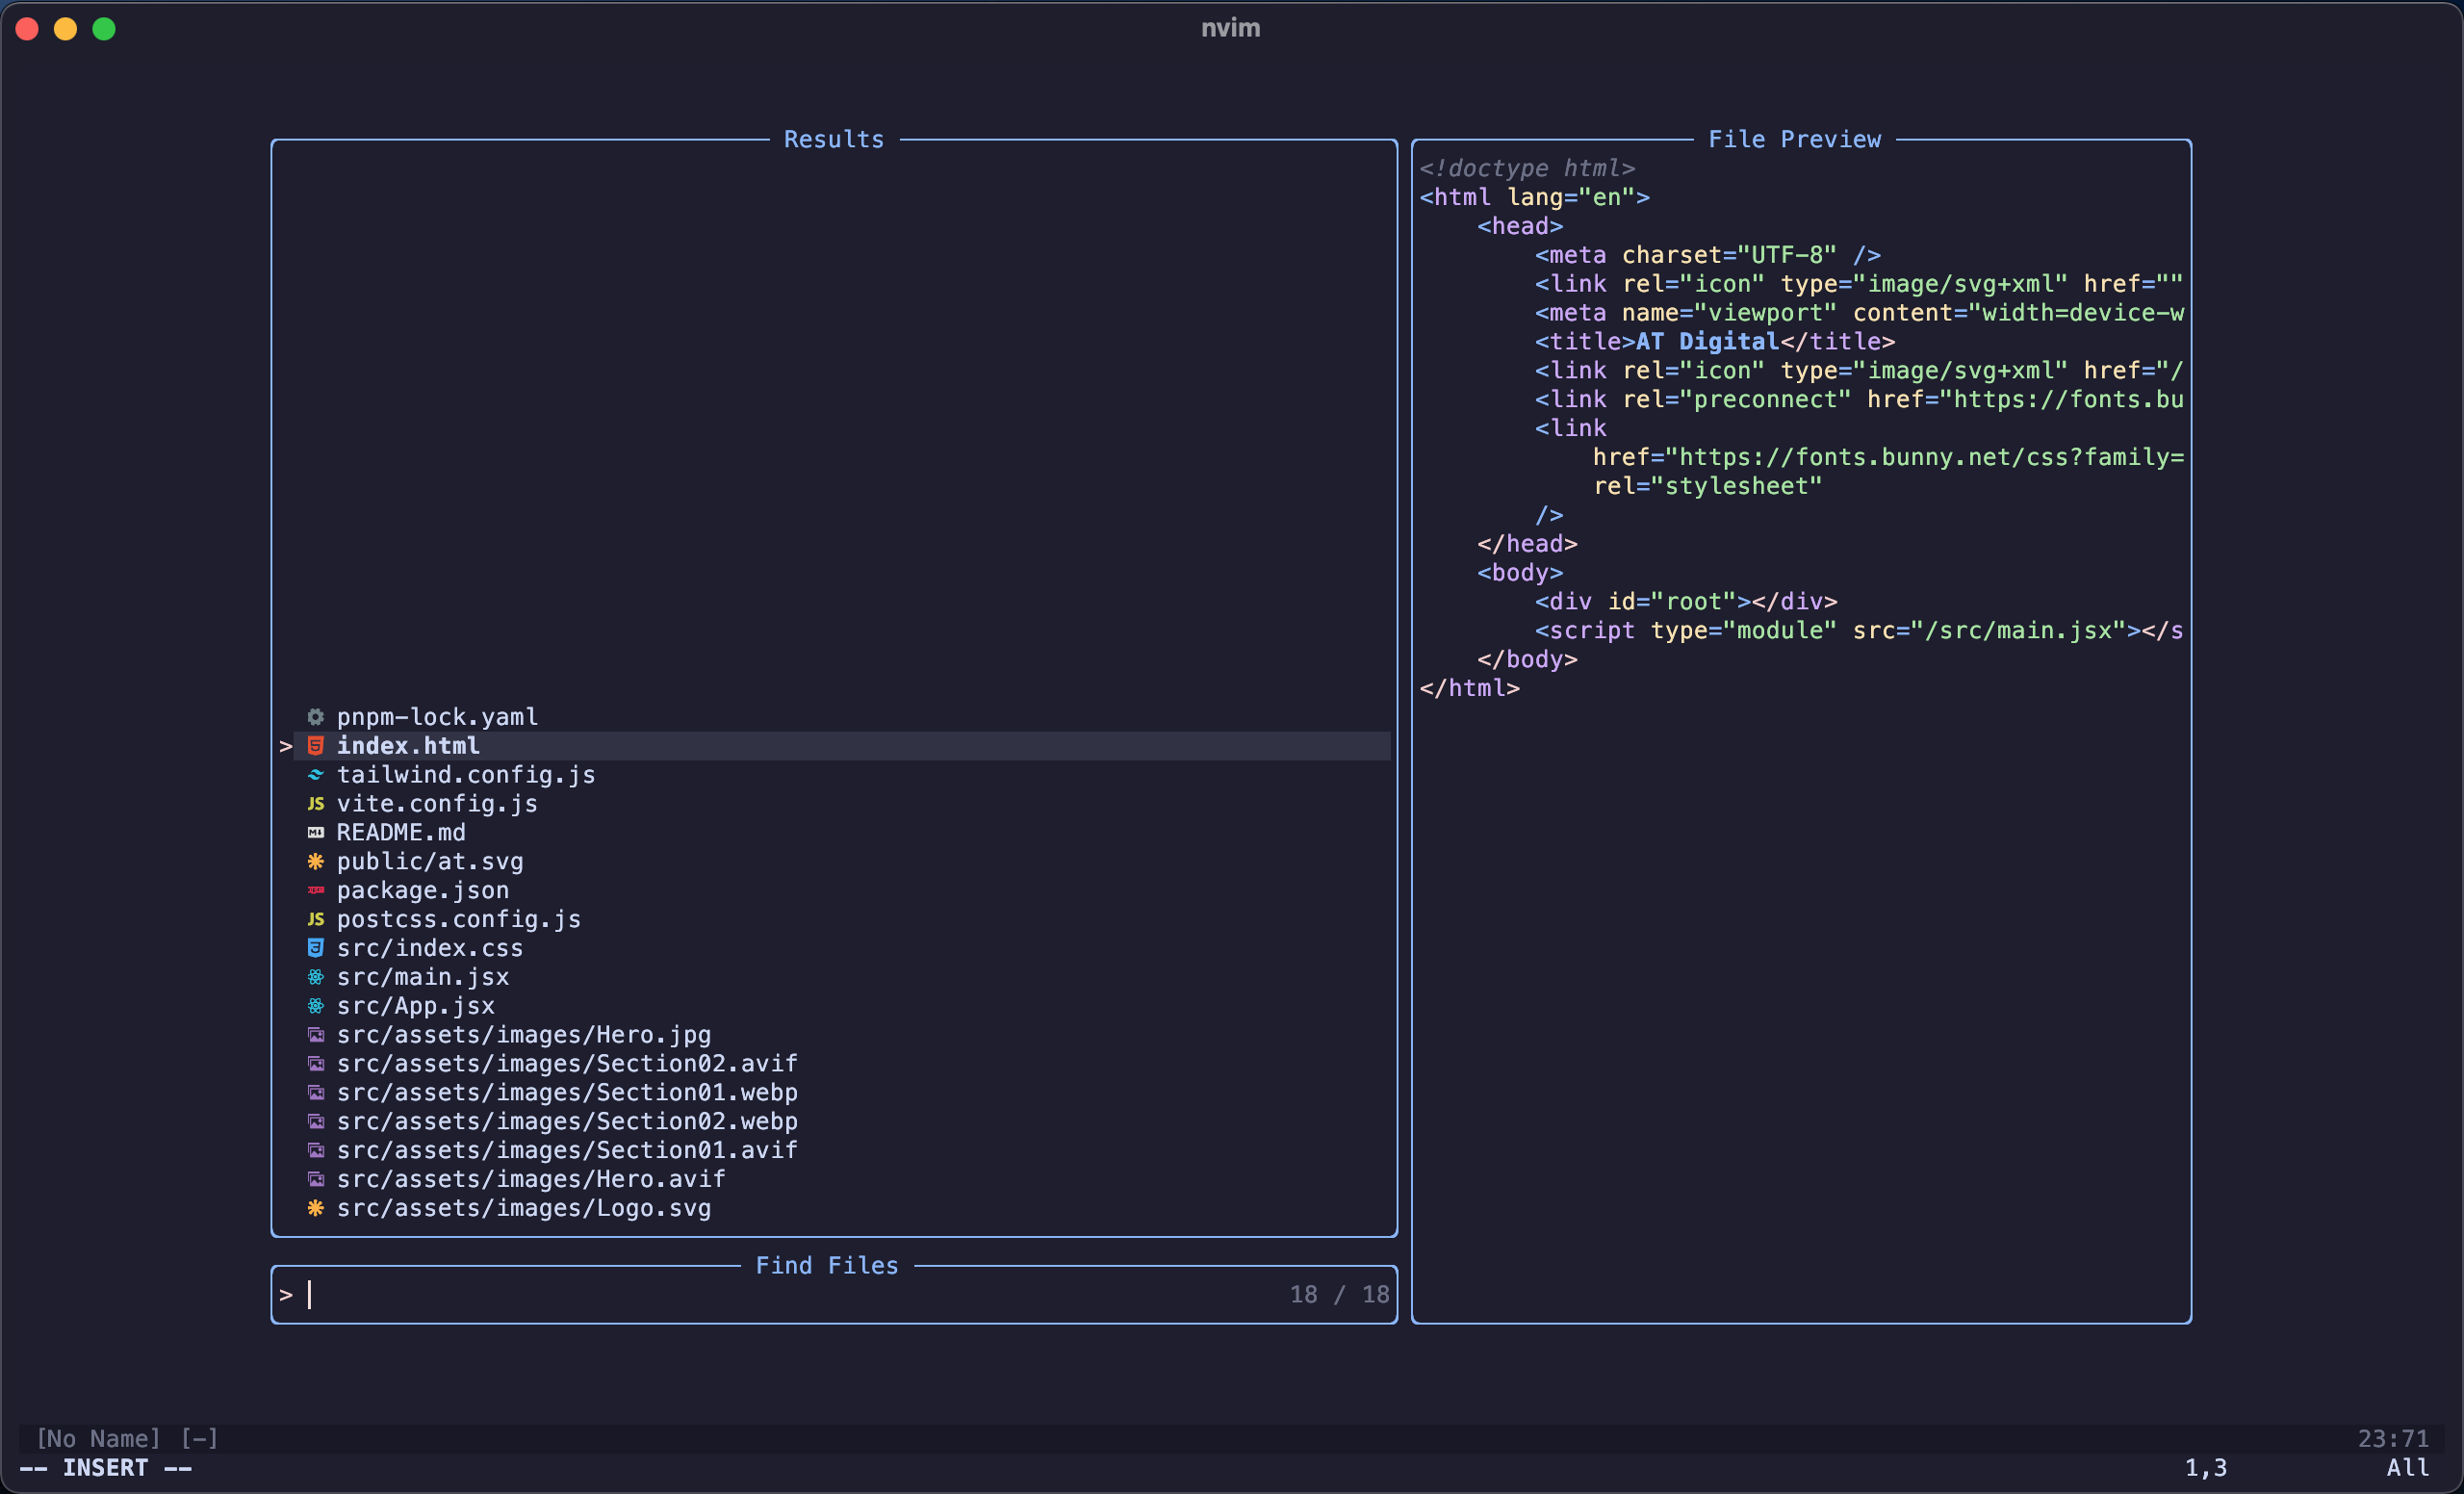 nvim
Results
pnpm-lock.yaml
> index.html
tailwind.config.js
JS vite.config.js
README.md
public/at.svg
package.json
JS postcss.config.js
src/index.css
src/main.jsx
src/App.jsx
src/assets/images/Hero.jpg
src/assets/images/Section02.avif
src/assets/images/Section01.webp
src/assets/images/Section02.webp
src/assets/images/Section01.avif
src/assets/images/Hero.avif
src/assets/images/Logo.svg
Find Files
> 18 / 18
File Preview
<!doctype html>
<html lang="en">
    <head>
        <meta charset="UTF-8" />
        <link rel="icon" type="image/svg+xml" href=""
        <meta name="viewport" content="width=device-w
        <title>AT Digital</title>
        <link rel="icon" type="image/svg+xml" href="/
        <link rel="preconnect" href="https://fonts.bu
        <link
            href="https://fonts.bunny.net/css?family=
            rel="stylesheet"
        />
    </head>
    <body>
        <div id="root"></div>
        <script type="module" src="/src/main.jsx"></s
    </body>
</html>
[No Name] [-] 23:71
-- INSERT -- 1,3 All